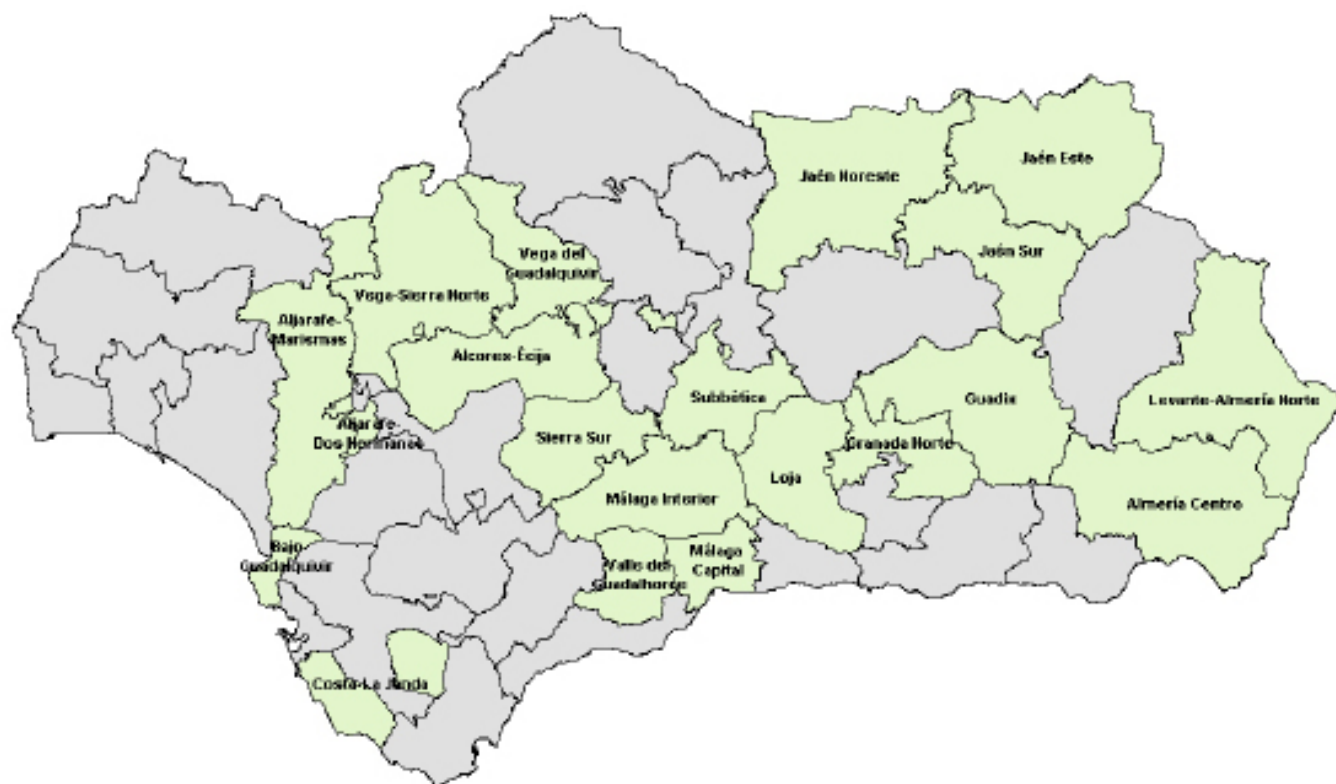 Jaén Este
Jaén Noreste
Jaén Sur
Vega del
Guadalquivir
Vega-Sierra Norte
Aljarafe-
Marismas
Alcores-Écija
Subbética
Guadix
Levante-Almería Norte
Aljarafe-
Dos Hermanas
Sierra Sur
Granada Norte
Loja
Málaga Interior
Almería Centro
Bajo-
Guadalquivir
Valle del
Guadalhorce
Málaga
Capital
Costa-La Janda